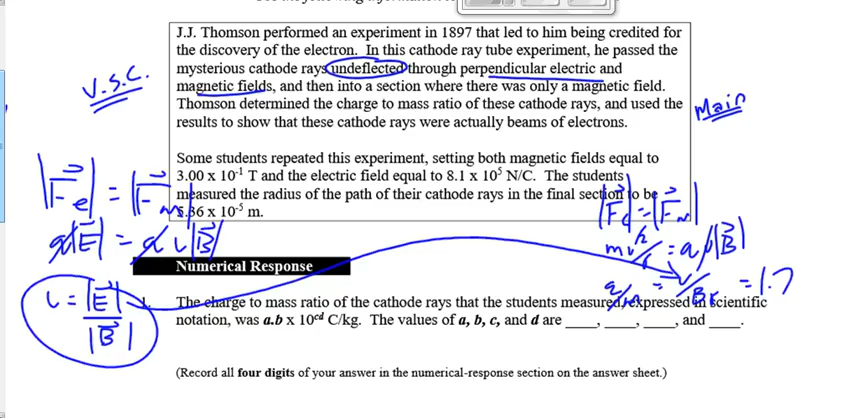 J.J. Thomson performed an experiment in 1897 that led to him being credited for
the discovery of the electron. In this cathode ray tube experiment, he passed the
mysterious cathode rays undeflected through perpendicular electric and
magnetic fields, and then into a section where there was only a magnetic field.
Thomson determined the charge to mass ratio of these cathode rays, and used the
results to show that these cathode rays were actually beams of electrons.
V.S.C.
Main
Some students repeated this experiment, setting both magnetic fields equal to
3.00 x 10⁻¹ T and the electric field equal to 8.1 x 10⁵ N/C. The students
measured the radius of the path of their cathode rays in the final section to be
5.36 x 10⁻⁵ m.
|F⃗e| = |F⃗m|
q|E⃗| = q v|B⃗|
v = |E⃗| / |B⃗|
|F⃗c| = |F⃗m|
mv²/r = qv|B⃗|
q/m = v/Br = 1.7
Numerical Response
1. The charge to mass ratio of the cathode rays that the students measured, expressed in scientific
notation, was a.b x 10ᶜᵈ C/kg. The values of a, b, c, and d are ____, ____, ____, and ____.
(Record all four digits of your answer in the numerical-response section on the answer sheet.)